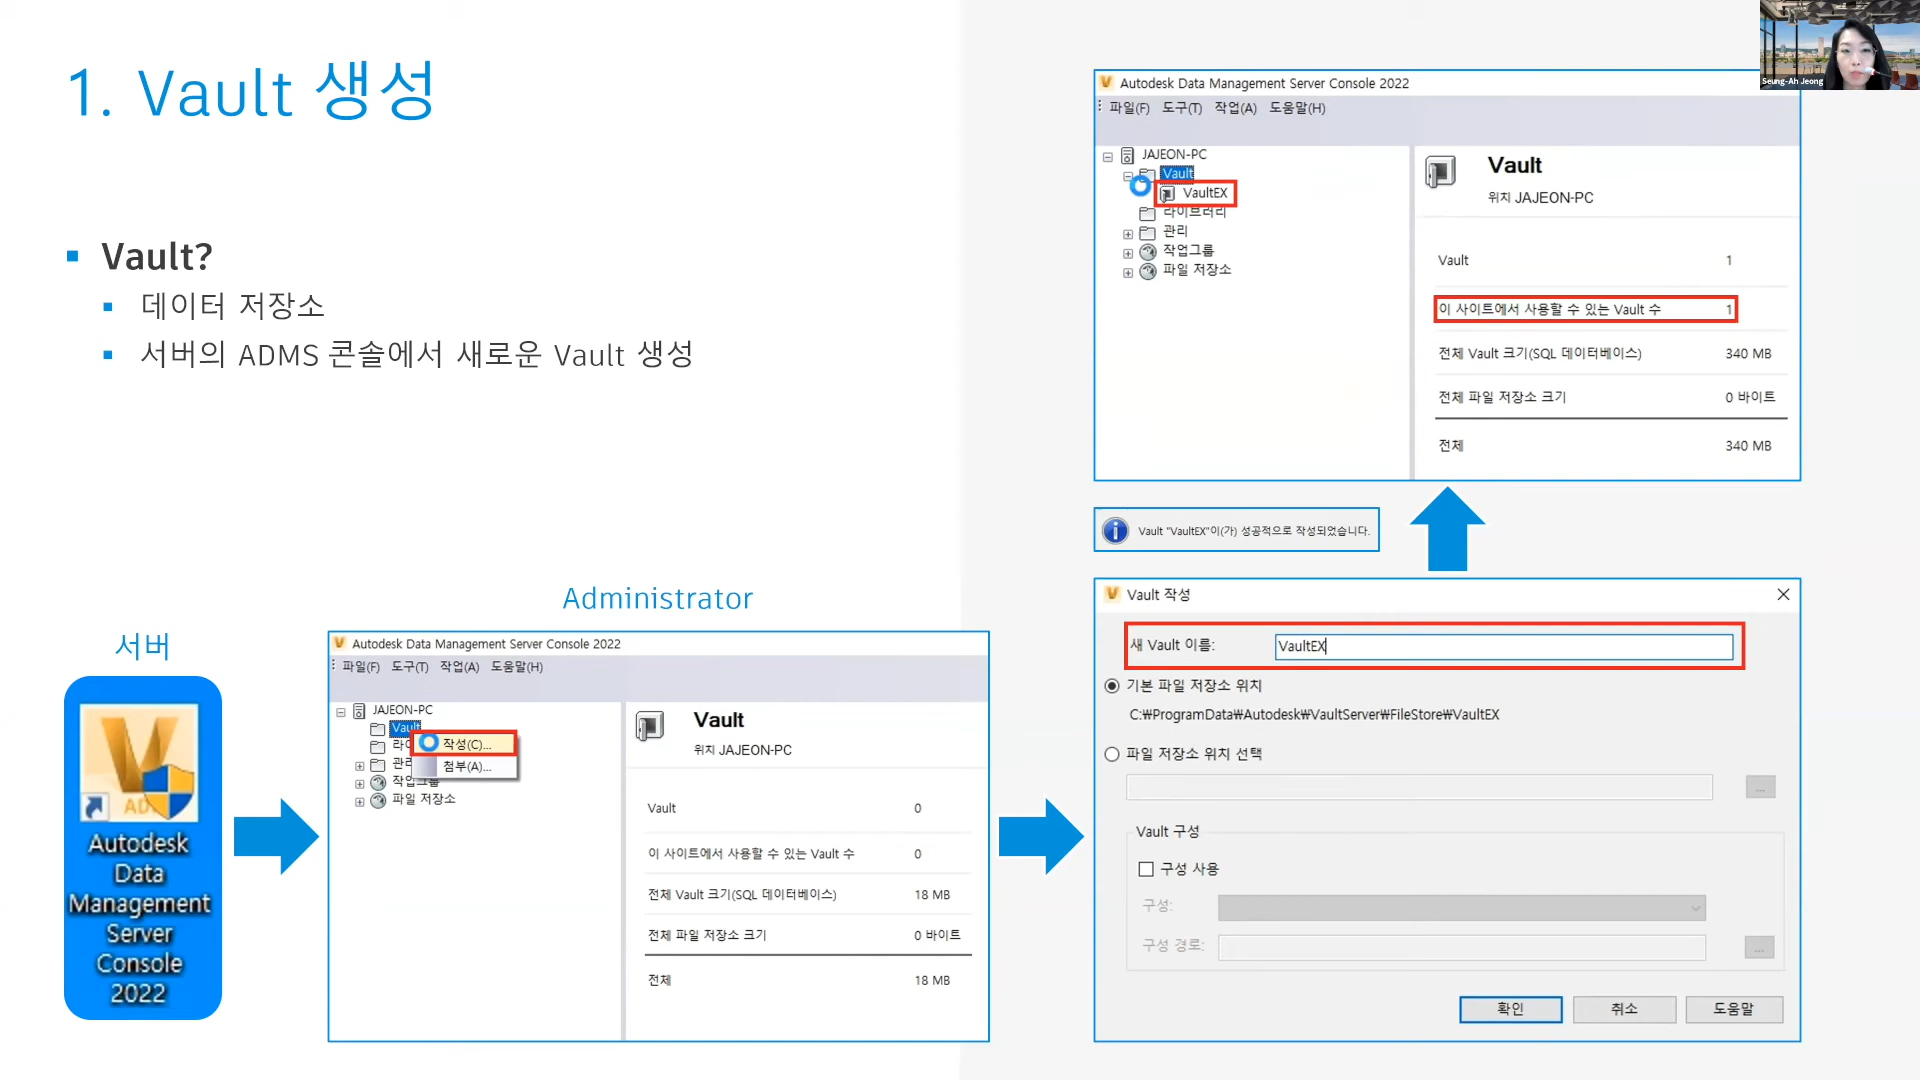 1. Vault 생성
Vault?
데이터 저장소
서버의 ADMS 콘솔에서 새로운 Vault 생성
서버
Autodesk
Data
Management
Server
Console
2022
Administrator
Autodesk Data Management Server Console 2022
파일(F) 도구(T) 작업(A) 도움말(H)
JAJEON-PC
Vault
작성(C)...
첨부(A)...
작업그룹
파일 저장소
Vault
위치 JAJEON-PC
Vault 0
이 사이트에서 사용할 수 있는 Vault 수 0
전체 Vault 크기(SQL 데이터베이스) 18 MB
전체 파일 저장소 크기 0 바이트
전체 18 MB
Vault 작성
새 Vault 이름: VaultEX
기본 파일 저장소 위치
C:₩ProgramData₩Autodesk₩VaultServer₩FileStore₩VaultEX
파일 저장소 위치 선택
...
Vault 구성
구성 사용
구성:
구성 경로:
...
확인 취소 도움말
Vault "VaultEX"이(가) 성공적으로 작성되었습니다.
Autodesk Data Management Server Console 2022
파일(F) 도구(T) 작업(A) 도움말(H)
JAJEON-PC
Vault
VaultEX
라이브러리
관리
작업그룹
파일 저장소
Vault
위치 JAJEON-PC
Vault 1
이 사이트에서 사용할 수 있는 Vault 수 1
전체 Vault 크기(SQL 데이터베이스) 340 MB
전체 파일 저장소 크기 0 바이트
전체 340 MB
Seung-Ah Jeong